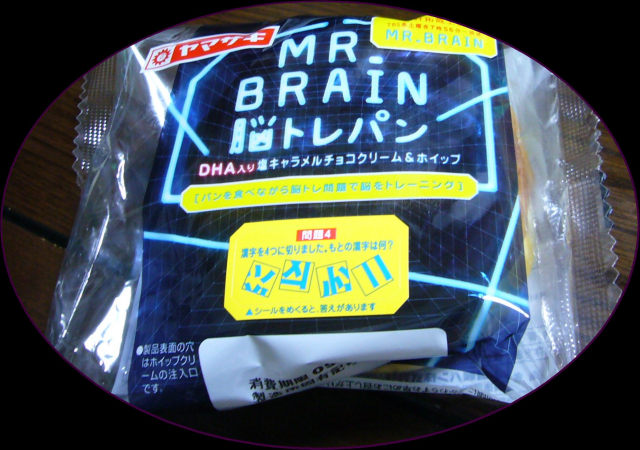 ヤマザキ
MR.BRAIN
MR.
BRAIN
脳トレパン
DHA入り 塩キャラメルチョコクリーム&ホイップ
[パンを食べながら脳トレ問題で脳をトレーニング]
問題4
漢字を4つに切りました。もとの漢字は何?
▲シールをめくると、答えがあります
●製品表面の穴
はホイップクリ
ームの注入口
です。
消費期限